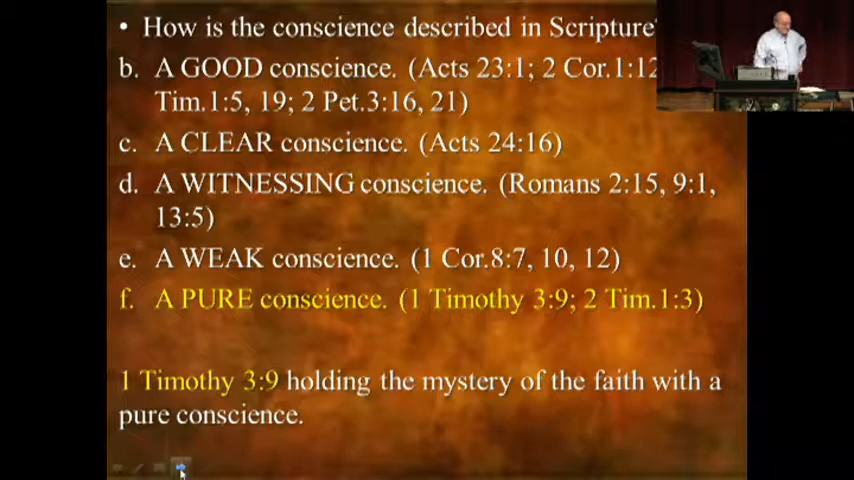 • How is the conscience described in Scripture
b. A GOOD conscience. (Acts 23:1; 2 Cor.1:12
Tim.1:5, 19; 2 Pet.3:16, 21)
c. A CLEAR conscience. (Acts 24:16)
d. A WITNESSING conscience. (Romans 2:15, 9:1,
13:5)
e. A WEAK conscience. (1 Cor.8:7, 10, 12)
f. A PURE conscience. (1 Timothy 3:9; 2 Tim.1:3)
1 Timothy 3:9 holding the mystery of the faith with a
pure conscience.